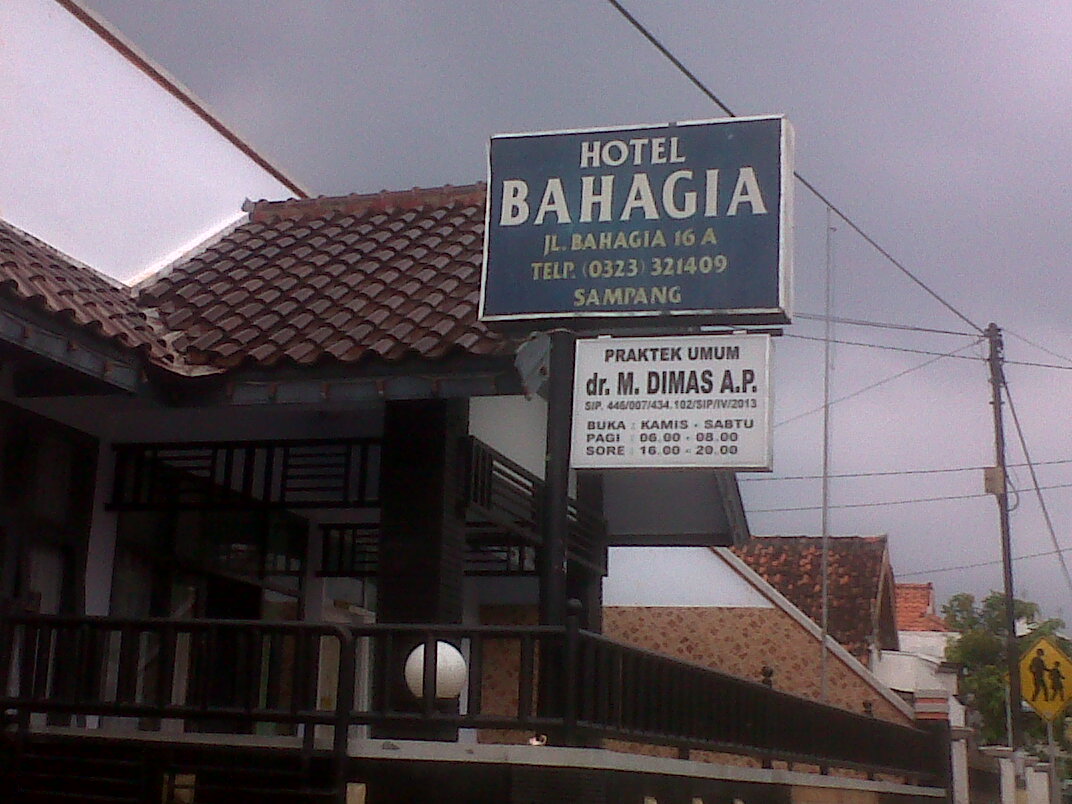 HOTEL
BAHAGIA
JL. BAHAGIA 16 A
TELP. (0323) 321409
SAMPANG
PRAKTEK UMUM
dr. M. DIMAS A.P.
SIP. 446/007/434.102/SIP/IV/2013
BUKA : KAMIS - SABTU
PAGI : 06.00 - 08.00
SORE : 16.00 - 20.00